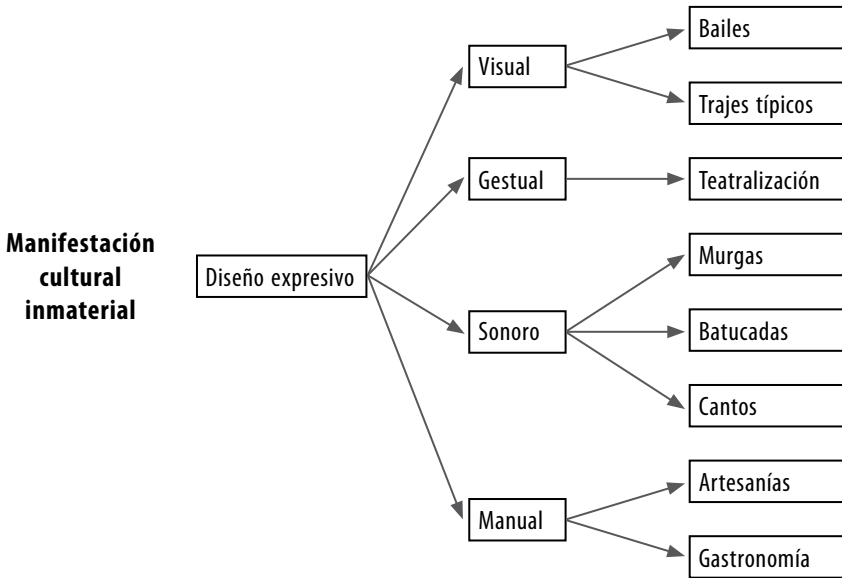 Manifestación
cultural
inmaterial
Diseño expresivo
Visual
Gestual
Sonoro
Manual
Bailes
Trajes típicos
Teatralización
Murgas
Batucadas
Cantos
Artesanías
Gastronomía